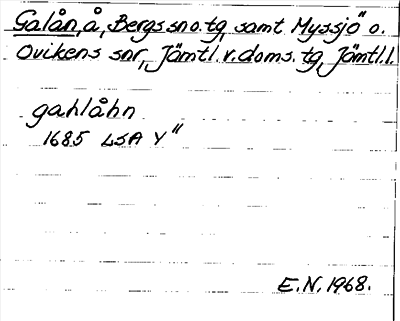 Galån, å, Bergs sn o. tg, samt Myssjö o.
Ovikens snr, Jämtl. v. doms. tg, Jämtl. l.
gahlåhn
1685 LSA Y"
E.N. 1968.